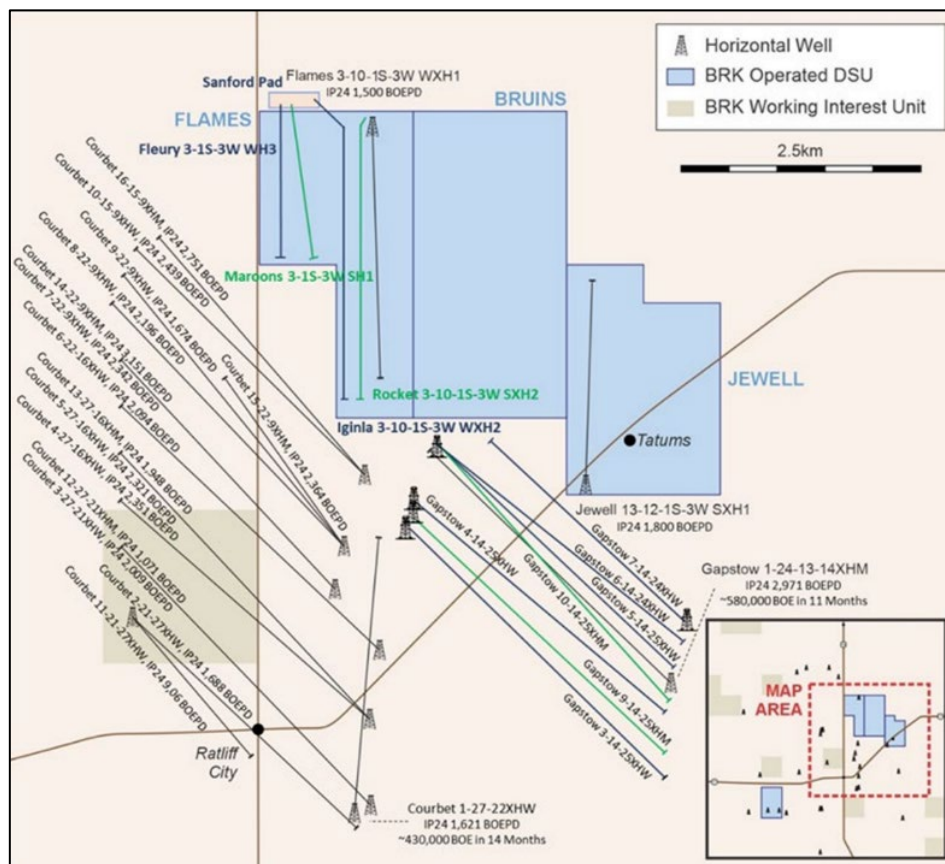 Sanford Pad
Flames 3-10-1S-3W WXH1
IP24 1,500 BOEPD
BRUINS
FLAMES
Fleury 3-1S-3W WH3
Maroons 3-1S-3W SH1
Rocket 3-10-1S-3W SXH2
Iginla 3-10-1S-3W WXH2
JEWELL
Tatums
Jewell 13-12-1S-3W SXH1
IP24 1,800 BOEPD
Horizontal Well
BRK Operated DSU
BRK Working Interest Unit
2.5km
Courbet 16-15-9XHM, IP24 2,751 BOEPD
Courbet 10-15-9XHW, IP24 2,439 BOEPD
Courbet 9-22-9XHW, IP24 1,674 BOEPD
Courbet 8-22-9XHW, IP24 2,196 BOEPD
Courbet 15-22-9XHM, IP24 2,364 BOEPD
Courbet 14-22-9XHM, IP24 3,151 BOEPD
Courbet 7-22-9XHW, IP24 2,342 BOEPD
Courbet 6-22-16XHW, IP24 2,094 BOEPD
Courbet 13-27-16XHM, IP24 1,948 BOEPD
Courbet 5-27-16XHW, IP24 2,321 BOEPD
Courbet 4-27-16XHW, IP24 2,351 BOEPD
Courbet 12-27-21XHM, IP24 1,071 BOEPD
Courbet 3-27-21XHW, IP24 2,009 BOEPD
Courbet 2-21-27XHW, IP24 1,688 BOEPD
Courbet 11-21-27XHW, IP24 9,06 BOEPD
Gapstow 7-14-24XHW
Gapstow 6-14-24XHW
Gapstow 5-14-25XHW
Gapstow 10-14-25XHM
Gapstow 4-14-25XHW
Gapstow 9-14-25XHM
Gapstow 3-14-25XHW
Gapstow 1-24-13-14XHM
IP24 2,971 BOEPD
~580,000 BOE in 11 Months
Ratliff
City
Courbet 1-27-22XHW
IP24 1,621 BOEPD
~430,000 BOE in 14 Months
MAP
AREA